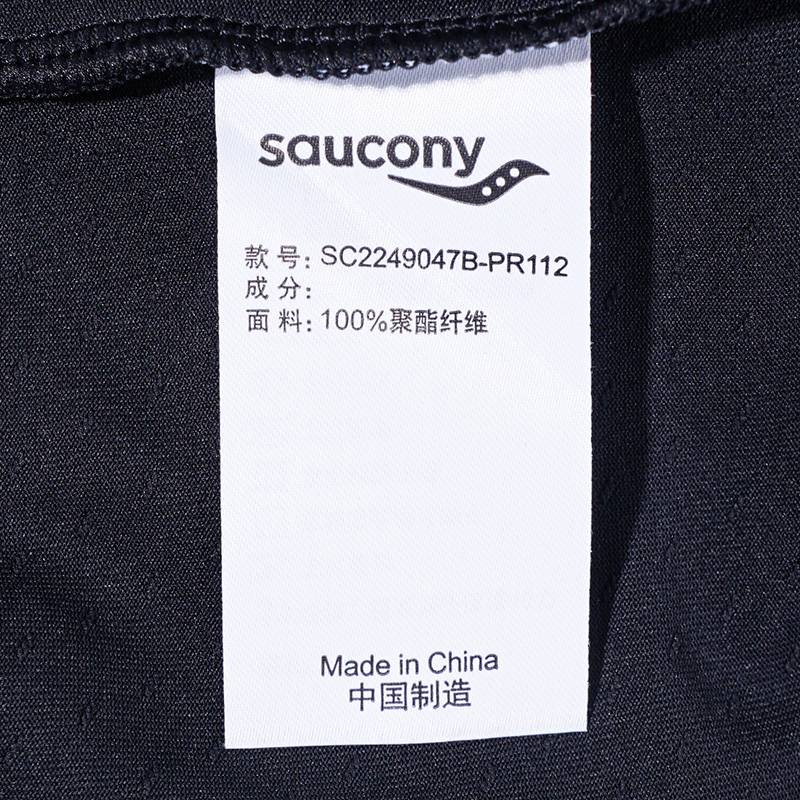 saucony
款号: SC2249047B-PR112
成分:
面料: 100%聚酯纤维
Made in China
中国制造